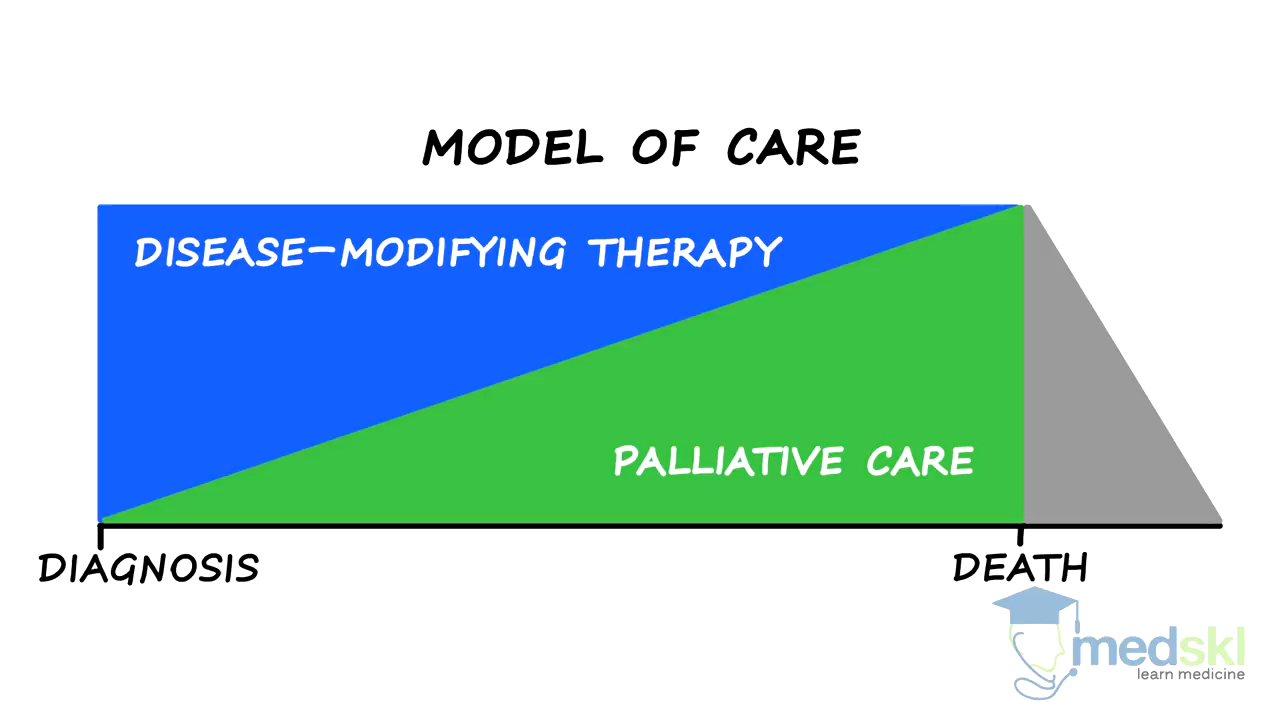 MODEL OF CARE
DISEASE-MODIFYING THERAPY
PALLIATIVE CARE
DIAGNOSIS
DEATH
medskl
learn medicine